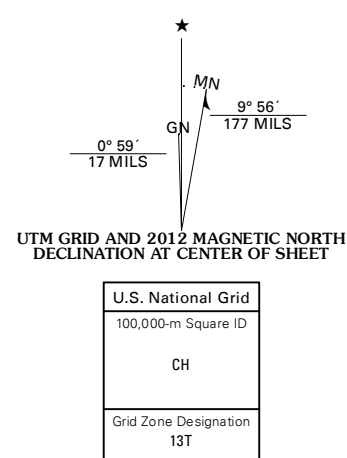 ★
MN
GN
9° 56´
177 MILS
0° 59´
17 MILS
UTM GRID AND 2012 MAGNETIC NORTH
DECLINATION AT CENTER OF SHEET
U.S. National Grid
100,000-m Square ID
CH
Grid Zone Designation
13T